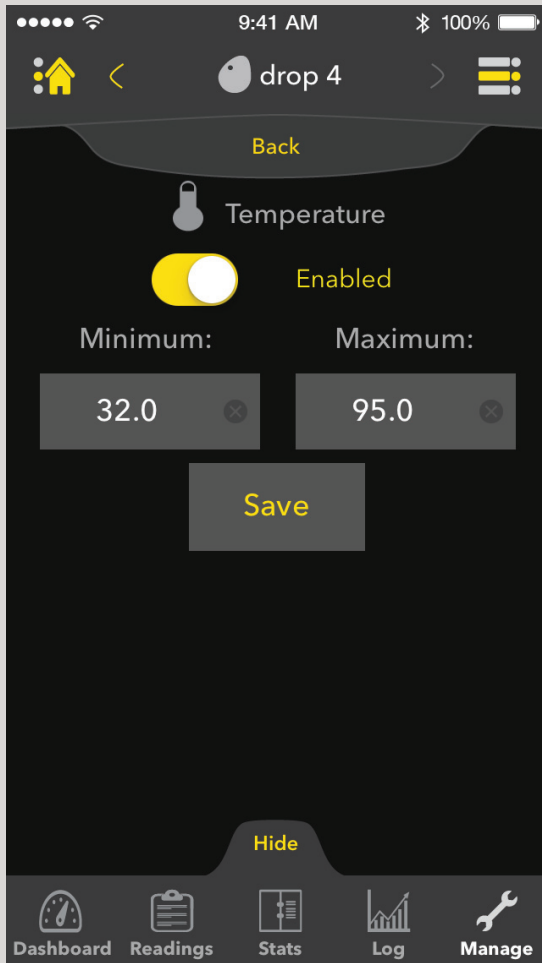 9:41 AM 100%
drop 4
Back
Temperature
Enabled
Minimum: Maximum:
32.0 95.0
Save
Hide
Dashboard Readings Stats Log Manage